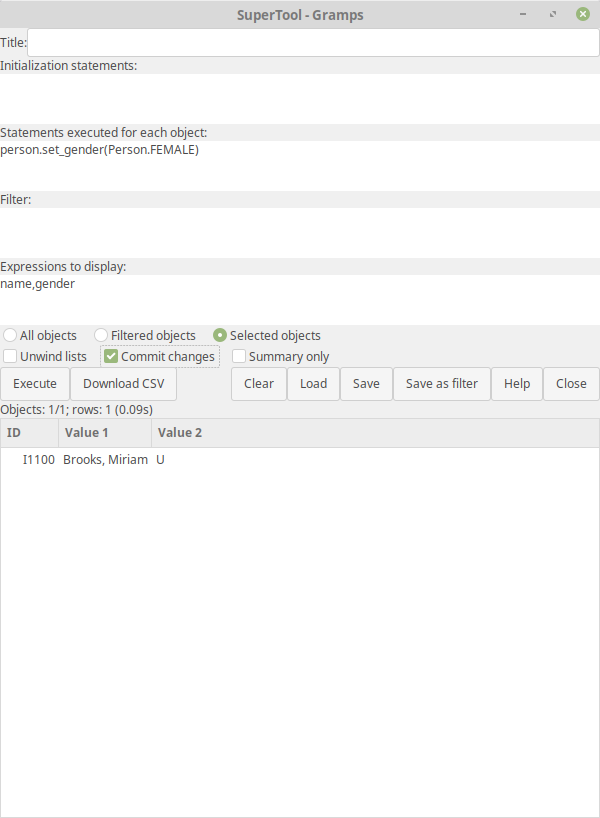 SuperTool - Gramps
Title:
Initialization statements:
Statements executed for each object:
person.set_gender(Person.FEMALE)
Filter:
Expressions to display:
name,gender
All objects Filtered objects Selected objects
Unwind lists Commit changes Summary only
Execute Download CSV Clear Load Save Save as filter Help Close
Objects: 1/1; rows: 1 (0.09s)
ID Value 1 Value 2
I1100 Brooks, Miriam U